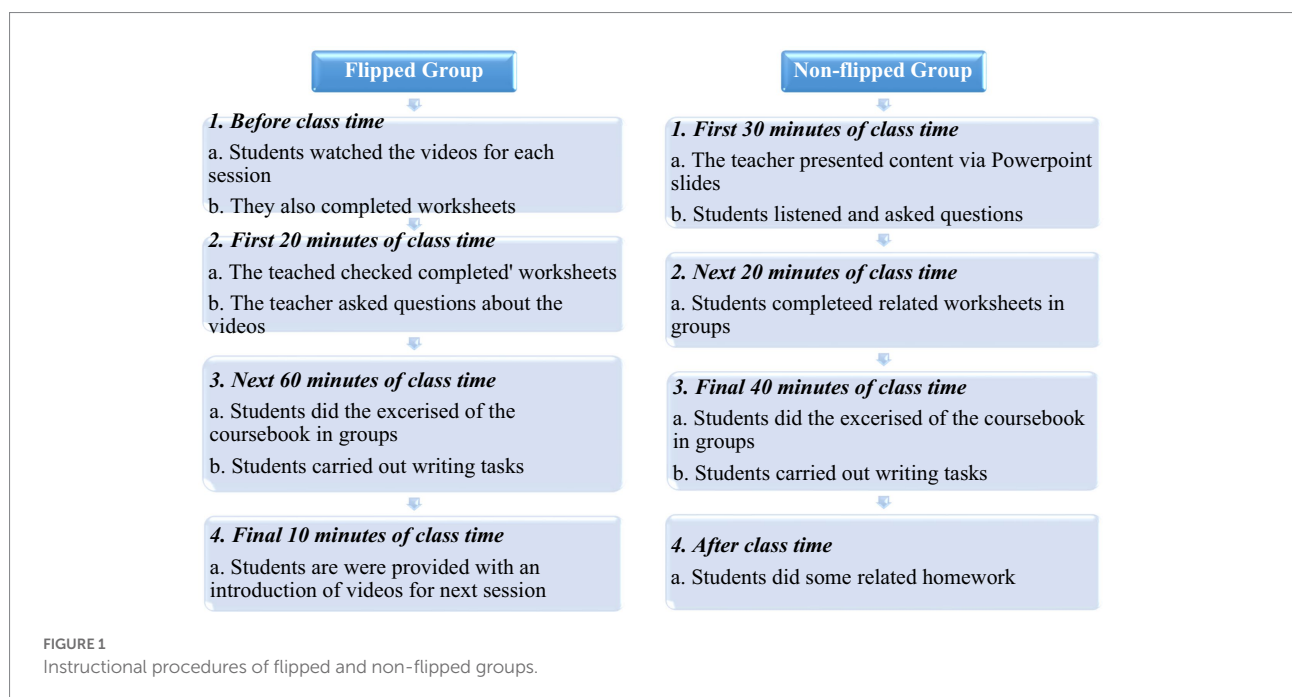 Flipped Group
1. Before class time
a. Students watched the videos for each
session
b. They also completed worksheets
2. First 20 minutes of class time
a. The teached checked completed' worksheets
b. The teacher asked questions about the
videos
3. Next 60 minutes of class time
a. Students did the excerised of the
coursebook in groups
b. Students carried out writing tasks
4. Final 10 minutes of class time
a. Students are were provided with an
introduction of videos for next session
Non-flipped Group
1. First 30 minutes of class time
a. The teacher presented content via Powerpoint
slides
b. Students listened and asked questions
2. Next 20 minutes of class time
a. Students completeed related worksheets in
groups
3. Final 40 minutes of class time
a. Students did the excerised of the coursebook
in groups
b. Students carried out writing tasks
4. After class time
a. Students did some related homework
FIGURE 1
Instructional procedures of flipped and non-flipped groups.